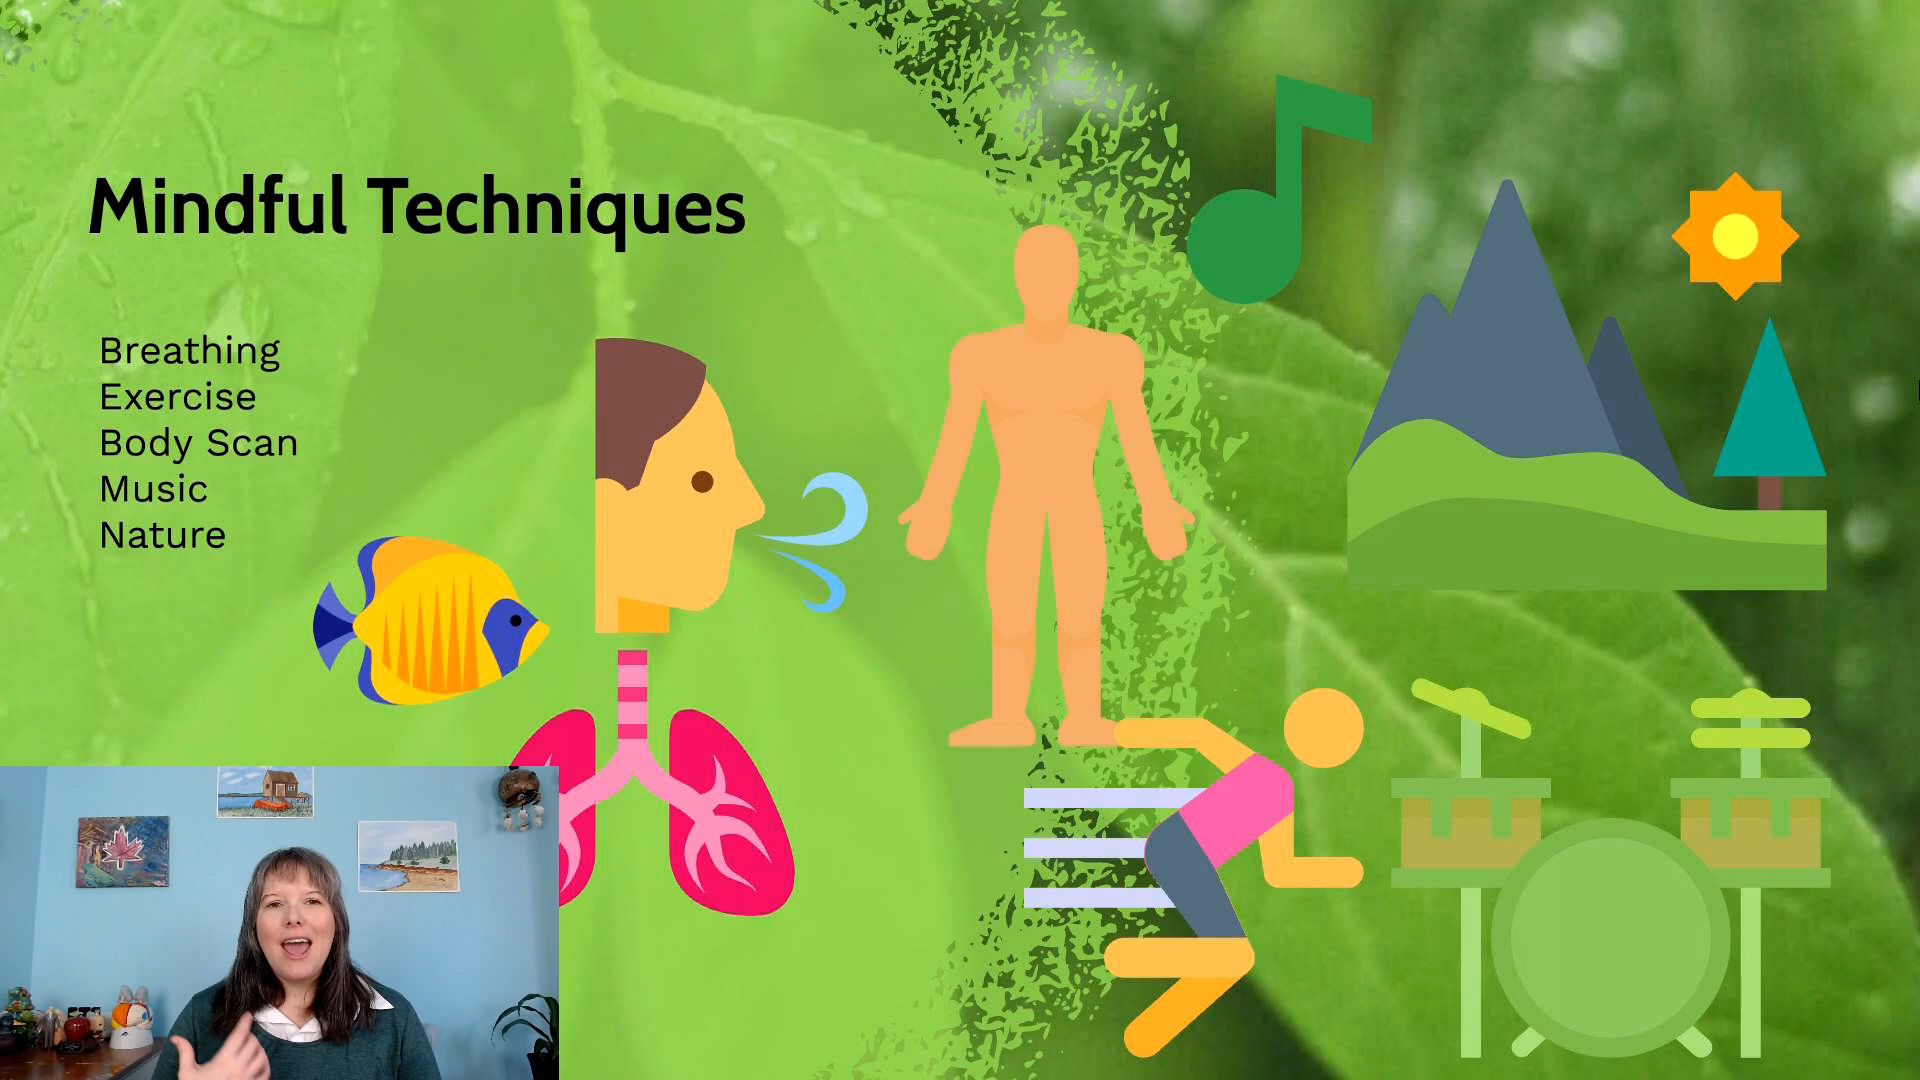 Mindful Techniques
Breathing
Exercise
Body Scan
Music
Nature